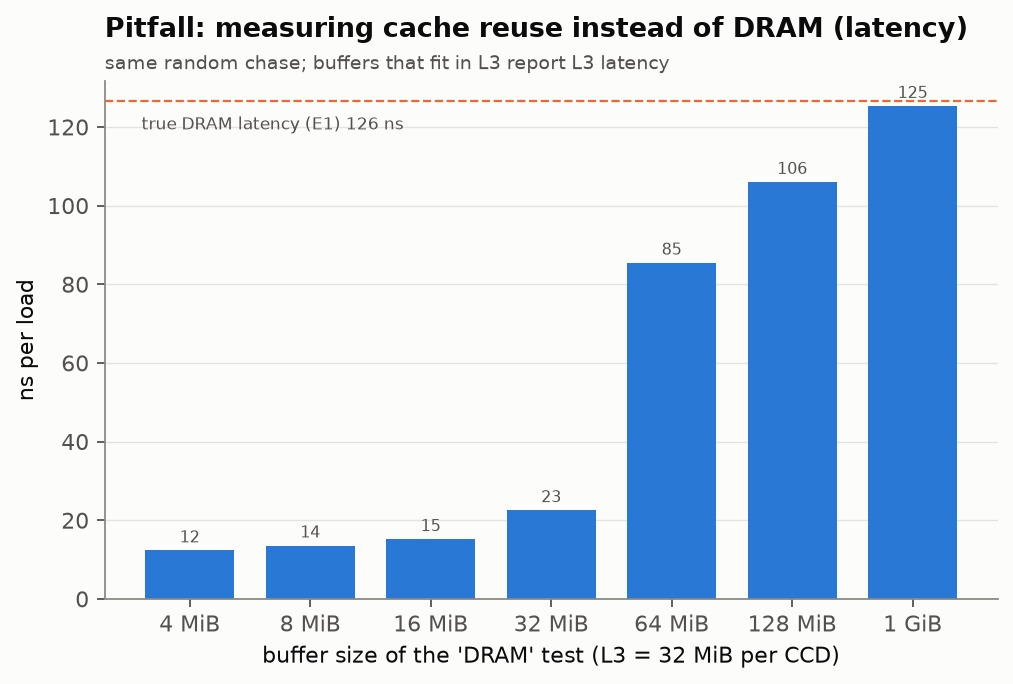 Pitfall: measuring cache reuse instead of DRAM (latency)
same random chase; buffers that fit in L3 report L3 latency
ns per load
120
100
80
60
40
20
0
true DRAM latency (E1) 126 ns
12
14
15
23
85
106
125
4 MiB
8 MiB
16 MiB
32 MiB
64 MiB
128 MiB
1 GiB
buffer size of the 'DRAM' test (L3 = 32 MiB per CCD)